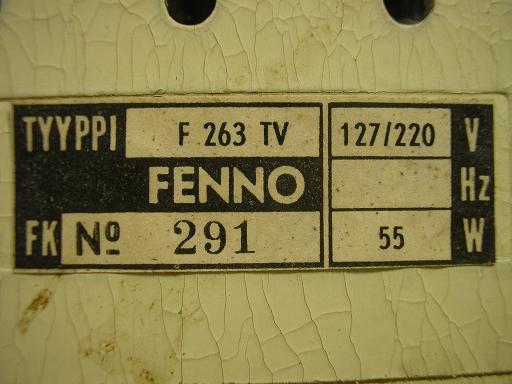 TYYPPI F 263 TV 127/220 V
FENNO Hz
FK Nº 291 55 W